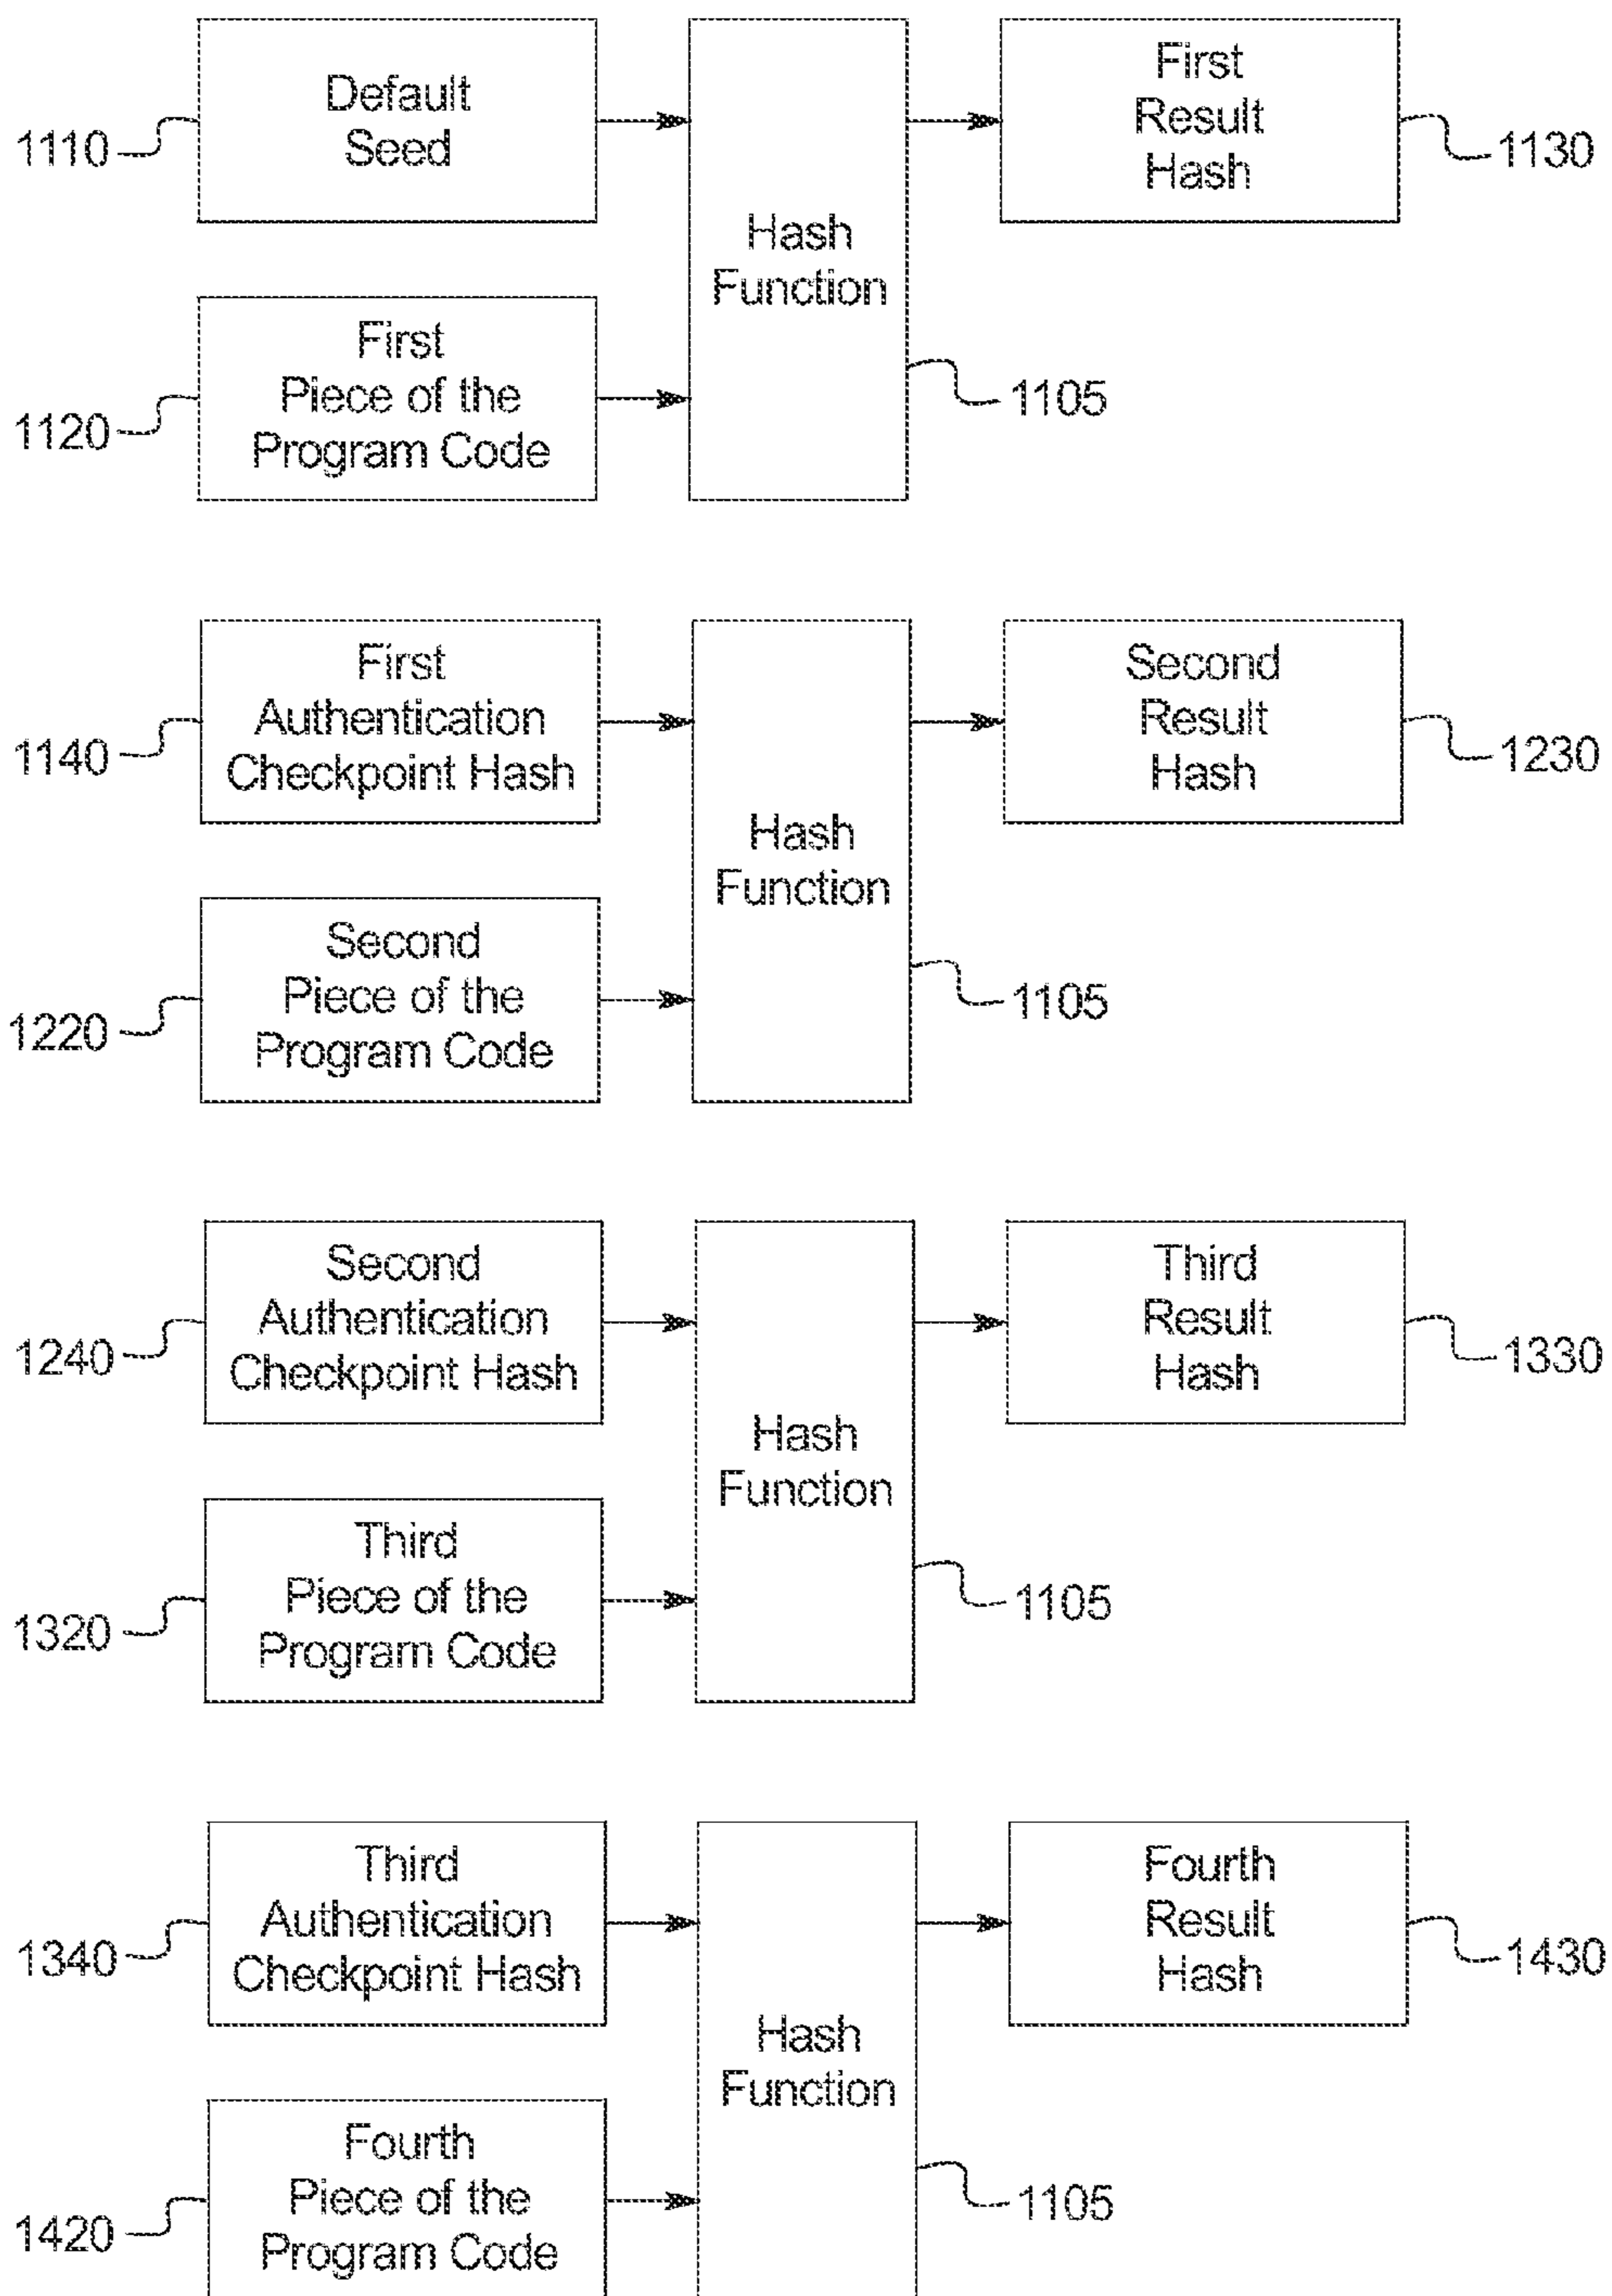 Default
Seed
1110
First
Piece of the
Program Code
1120
Hash
Function
1105
First
Result
Hash
1130
First
Authentication
Checkpoint Hash
1140
Second
Piece of the
Program Code
1220
Hash
Function
1105
Second
Result
Hash
1230
Second
Authentication
Checkpoint Hash
1240
Third
Piece of the
Program Code
1320
Hash
Function
1105
Third
Result
Hash
1330
Third
Authentication
Checkpoint Hash
1340
Fourth
Piece of the
Program Code
1420
Hash
Function
1105
Fourth
Result
Hash
1430